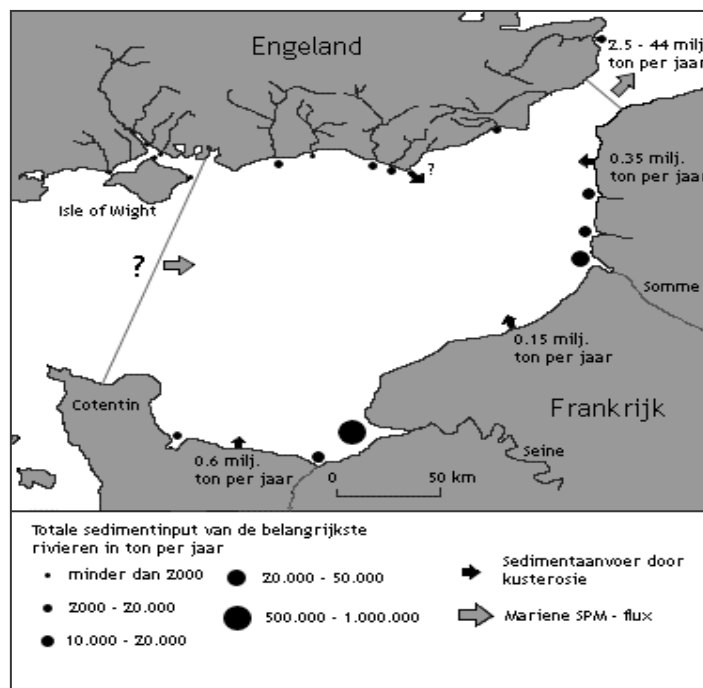 Engeland
2.5 - 44 milj.
ton per jaar
?
0.35 milj.
ton per jaar
Isle of Wight
?
Somme
0.15 milj.
ton per jaar
Cotentin
Frankrijk
0.6 milj.
ton per jaar
Seine
0 50 km
Totale sedimentinput van de belangrijkste
rivieren in ton per jaar
minder dan 2000
2000 - 20.000
10.000 - 20.000
20.000 - 50.000
500.000 - 1.000.000
Sedimentaanvoer door
kusterosie
Mariene SPM - flux